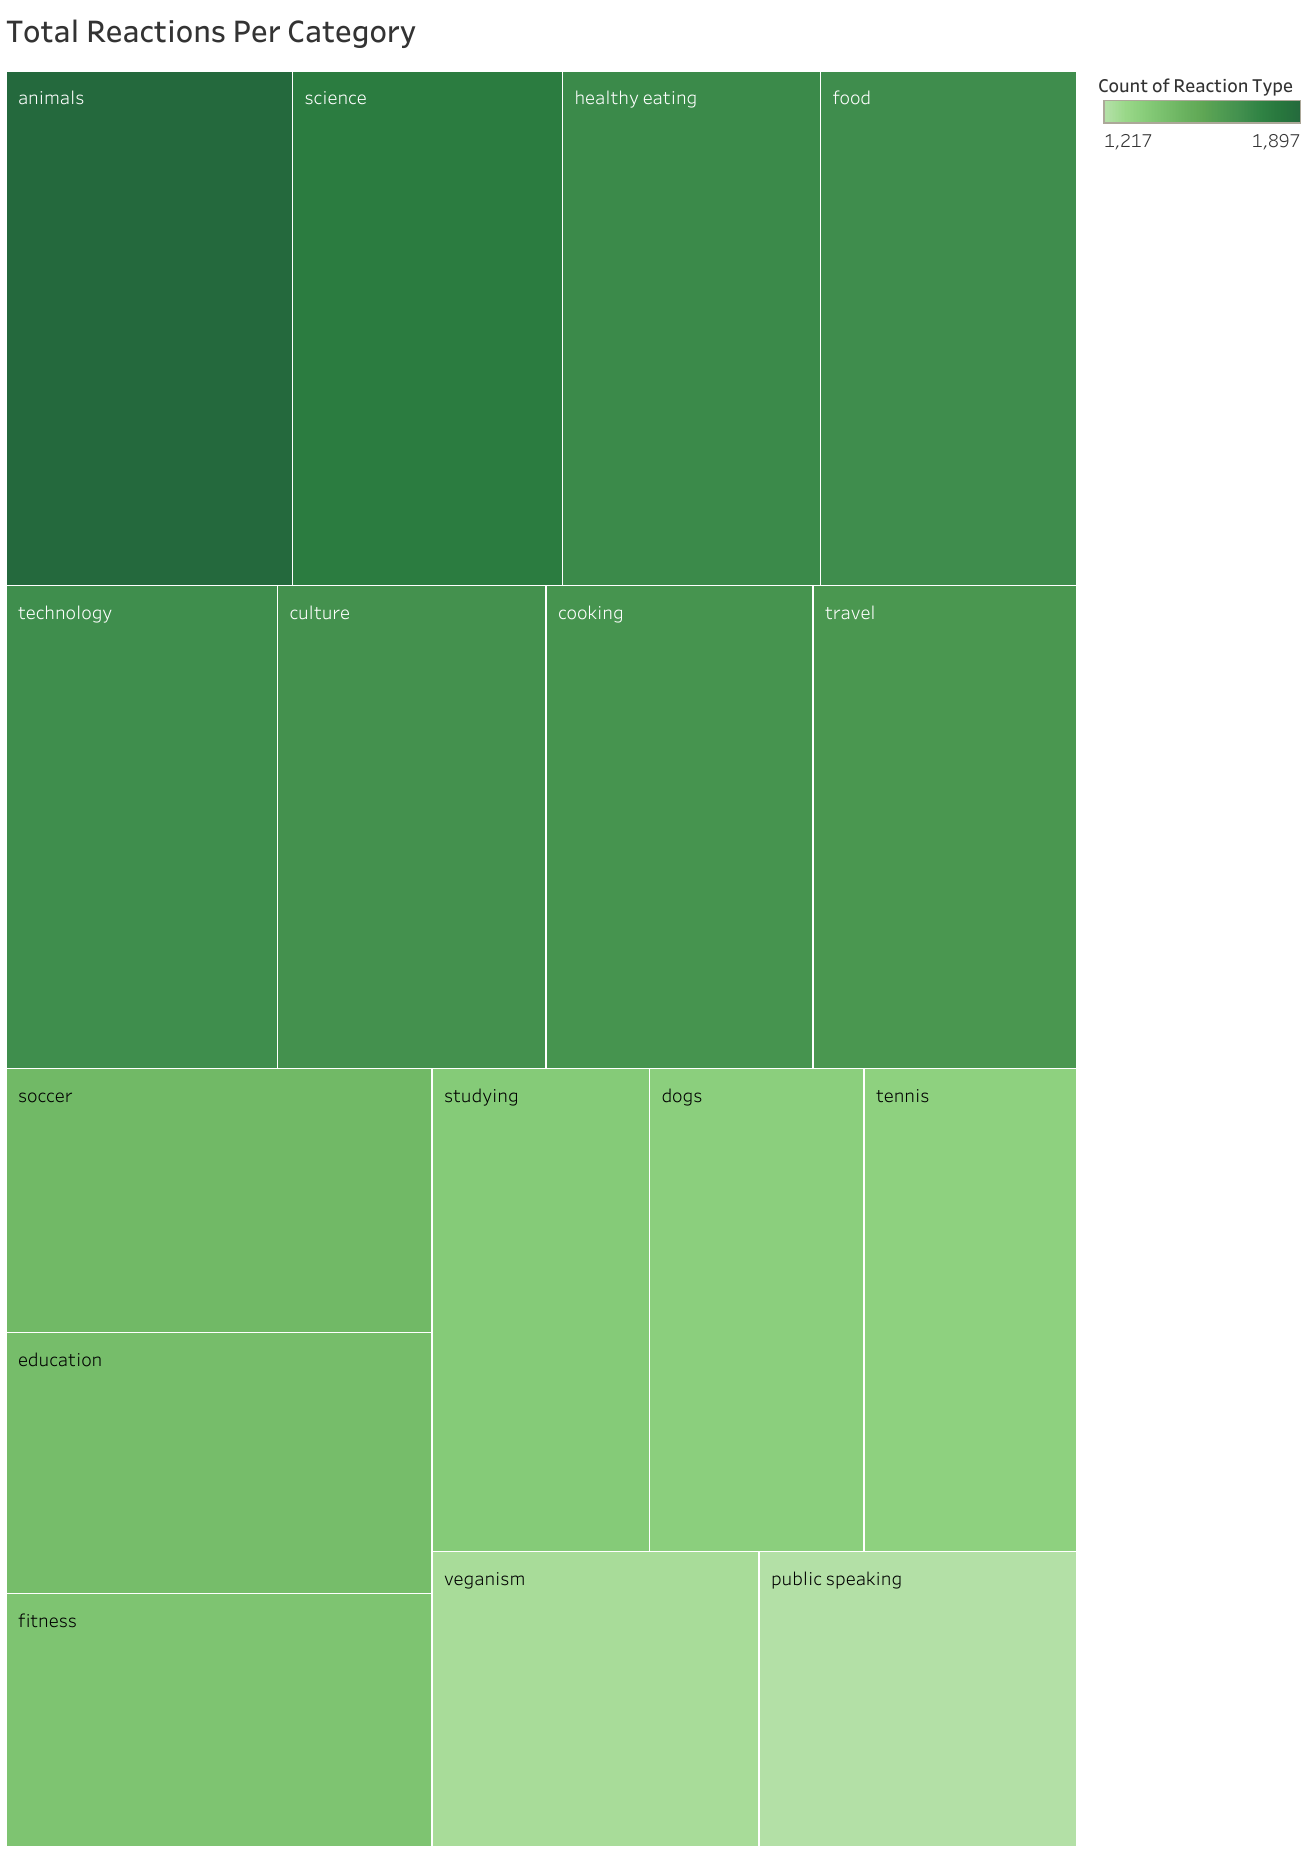 Total Reactions Per Category
Count of Reaction Type
1,217 1,897
animals
science
healthy eating
food
technology
culture
cooking
travel
soccer
studying
dogs
tennis
education
veganism
public speaking
fitness